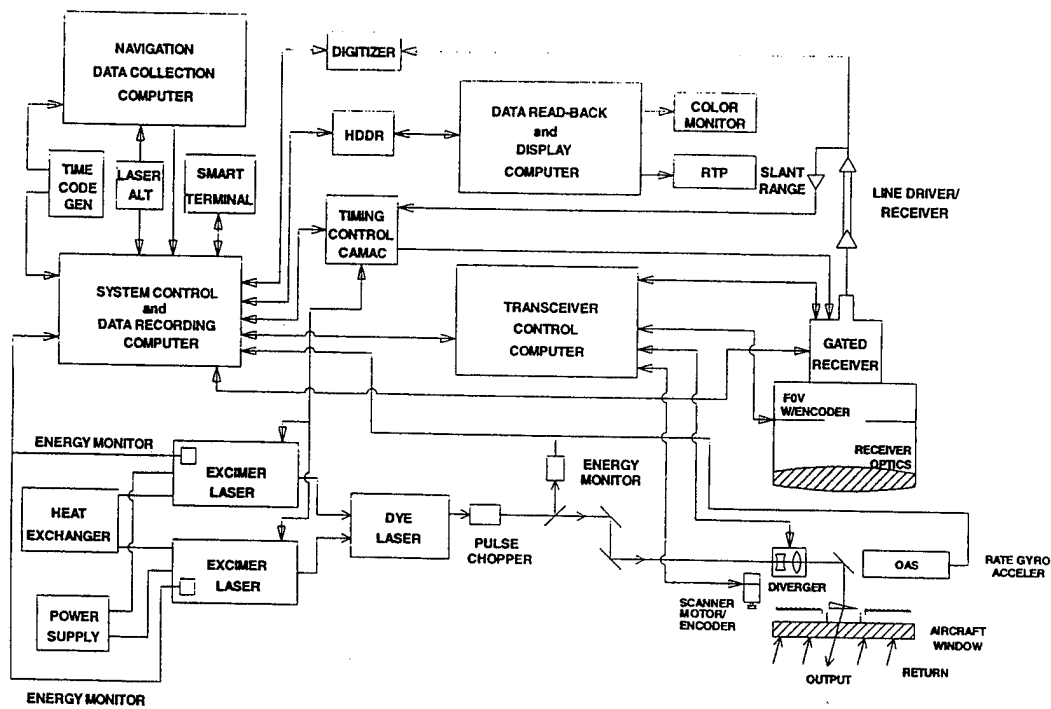 NAVIGATION
DATA COLLECTION
COMPUTER
DIGITIZER
HDDR
DATA READ-BACK
and
DISPLAY
COMPUTER
COLOR
MONITOR
RTP
SLANT
RANGE
LINE DRIVER/
RECEIVER
TIME
CODE
GEN
LASER
ALT
SMART
TERMINAL
TIMING
CONTROL
CAMAC
SYSTEM CONTROL
and
DATA RECORDING
COMPUTER
TRANSCEIVER
CONTROL
COMPUTER
GATED
RECEIVER
F0V
W/ENCODER
RECEIVER
OPTICS
ENERGY MONITOR
EXCIMER
LASER
HEAT
EXCHANGER
EXCIMER
LASER
POWER
SUPPLY
ENERGY MONITOR
DYE
LASER
PULSE
CHOPPER
ENERGY
MONITOR
SCANNER
MOTOR/
ENCODER
DIVERGER
OAS
RATE GYRO
ACCELER
AIRCRAFT
WINDOW
OUTPUT
RETURN